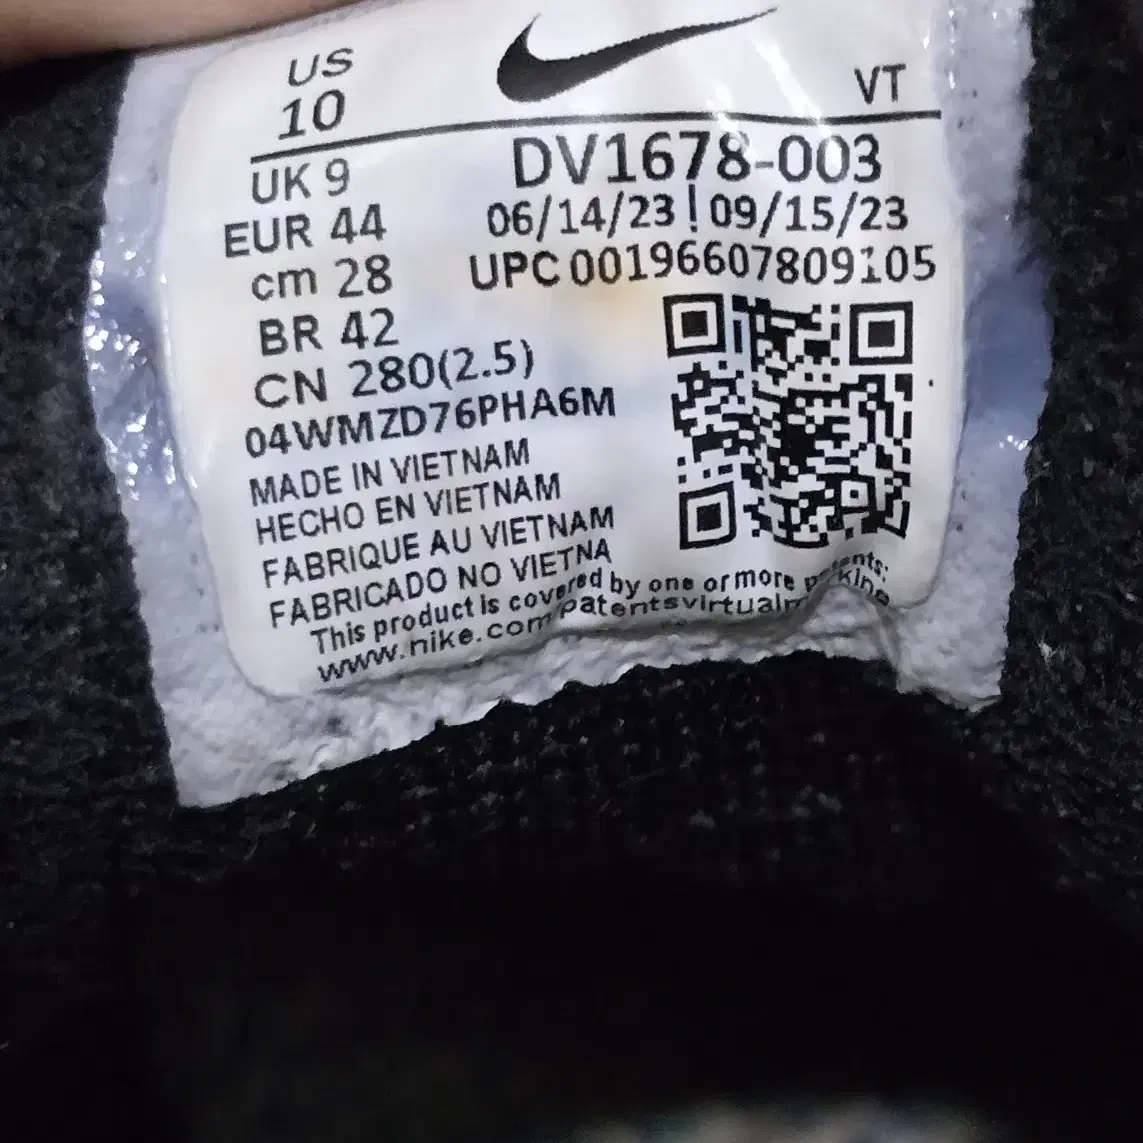 US
10
VT
UK 9
EUR 44
cm 28
BR 42
CN 280(2.5)
DV1678-003
06/14/23 ! 09/15/23
UPC 00196607809105
04WMZD76PHA6M
MADE IN VIETNAM
HECHO EN VIETNAM
FABRIQUE AU VIETNAM
FABRICADO NO VIETNA
This product is covered by one or more
www.nike.com/patentsvirtualm